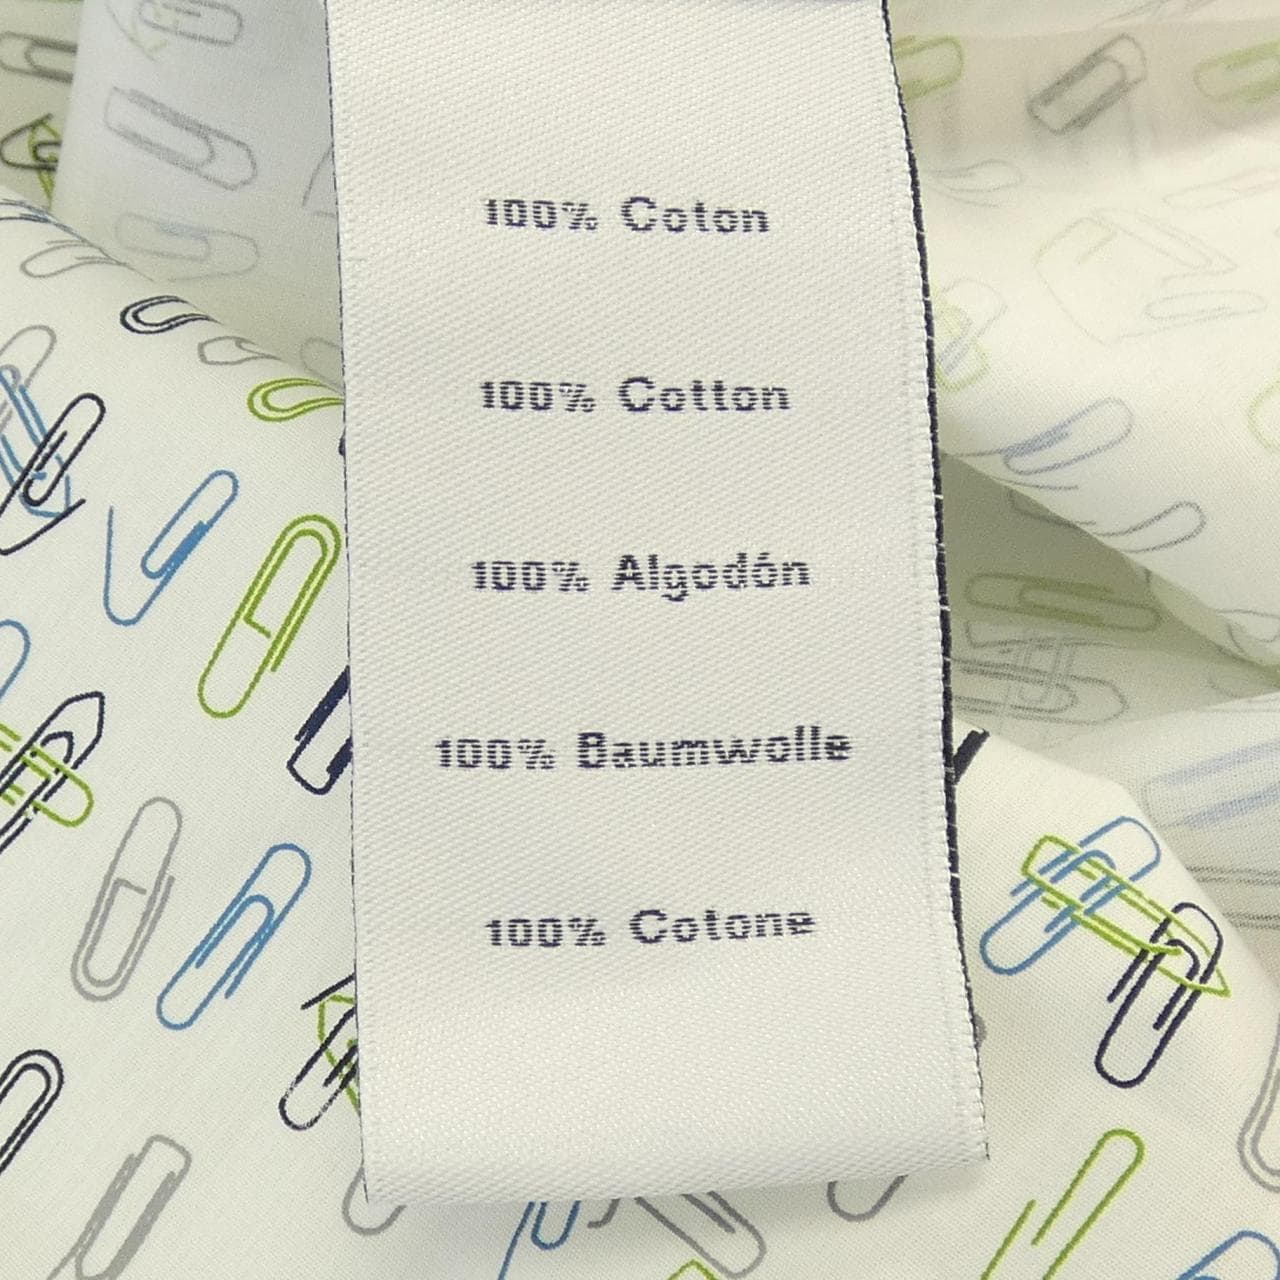 100% Coton
100% Cotton
100% Algodón
100% Baumwolle
100% Cotone